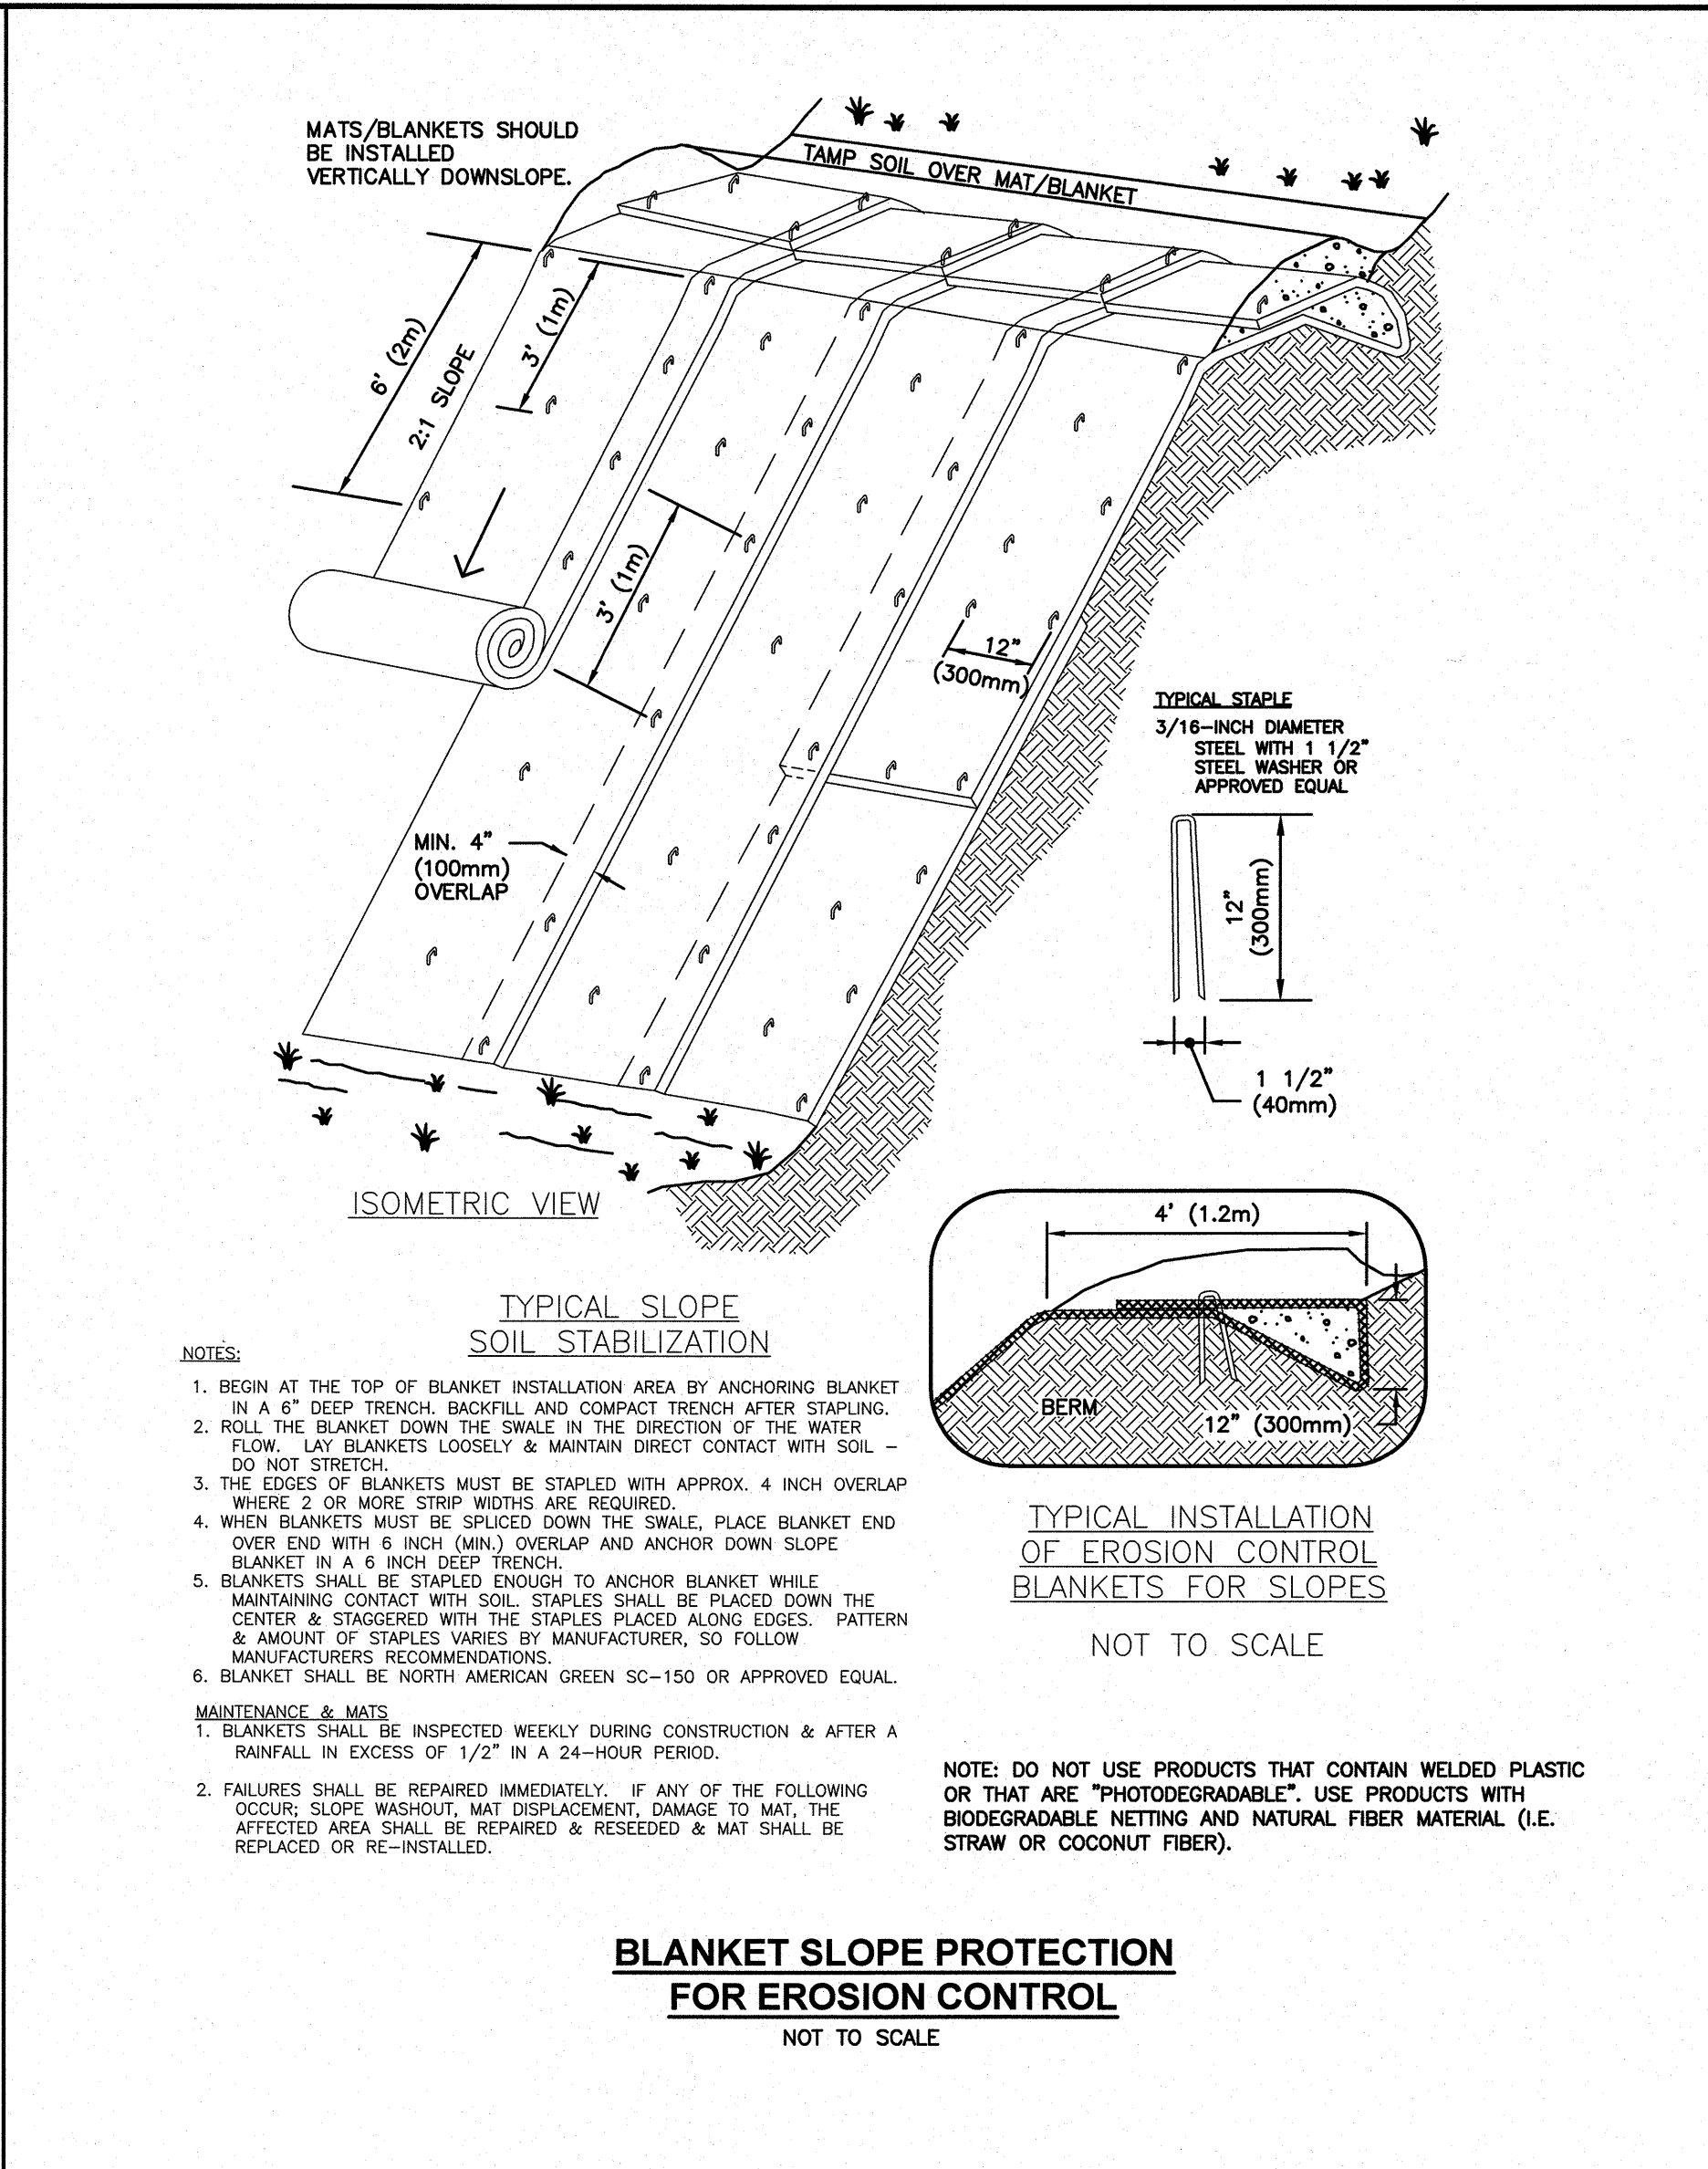 MATS/BLANKETS SHOULD
BE INSTALLED
VERTICALLY DOWNSLOPE.
TAMP SOIL OVER MAT/BLANKET
6' (2m)
2:1 SLOPE
3' (1m)
3' (1m)
12"
(300mm)
MIN. 4"
(100mm)
OVERLAP
TYPICAL STAPLE
3/16-INCH DIAMETER
STEEL WITH 1 1/2"
STEEL WASHER OR
APPROVED EQUAL
12"
(300mm)
1 1/2"
(40mm)
ISOMETRIC VIEW
4' (1.2m)
BERM
12" (300mm)
TYPICAL SLOPE
SOIL STABILIZATION
NOTES:
1. BEGIN AT THE TOP OF BLANKET INSTALLATION AREA BY ANCHORING BLANKET
IN A 6" DEEP TRENCH. BACKFILL AND COMPACT TRENCH AFTER STAPLING.
2. ROLL THE BLANKET DOWN THE SWALE IN THE DIRECTION OF THE WATER
FLOW. LAY BLANKETS LOOSELY & MAINTAIN DIRECT CONTACT WITH SOIL -
DO NOT STRETCH.
3. THE EDGES OF BLANKETS MUST BE STAPLED WITH APPROX. 4 INCH OVERLAP
WHERE 2 OR MORE STRIP WIDTHS ARE REQUIRED.
4. WHEN BLANKETS MUST BE SPLICED DOWN THE SWALE, PLACE BLANKET END
OVER END WITH 6 INCH (MIN.) OVERLAP AND ANCHOR DOWN SLOPE
BLANKET IN A 6 INCH DEEP TRENCH.
5. BLANKETS SHALL BE STAPLED ENOUGH TO ANCHOR BLANKET WHILE
MAINTAINING CONTACT WITH SOIL. STAPLES SHALL BE PLACED DOWN THE
CENTER & STAGGERED WITH THE STAPLES PLACED ALONG EDGES. PATTERN
& AMOUNT OF STAPLES VARIES BY MANUFACTURER, SO FOLLOW
MANUFACTURERS RECOMMENDATIONS.
6. BLANKET SHALL BE NORTH AMERICAN GREEN SC-150 OR APPROVED EQUAL.
MAINTENANCE & MATS
1. BLANKETS SHALL BE INSPECTED WEEKLY DURING CONSTRUCTION & AFTER A
RAINFALL IN EXCESS OF 1/2" IN A 24-HOUR PERIOD.
2. FAILURES SHALL BE REPAIRED IMMEDIATELY. IF ANY OF THE FOLLOWING
OCCUR; SLOPE WASHOUT, MAT DISPLACEMENT, DAMAGE TO MAT, THE
AFFECTED AREA SHALL BE REPAIRED & RESEEDED & MAT SHALL BE
REPLACED OR RE-INSTALLED.
TYPICAL INSTALLATION
OF EROSION CONTROL
BLANKETS FOR SLOPES
NOT TO SCALE
NOTE: DO NOT USE PRODUCTS THAT CONTAIN WELDED PLASTIC
OR THAT ARE "PHOTODEGRADABLE". USE PRODUCTS WITH
BIODEGRADABLE NETTING AND NATURAL FIBER MATERIAL (I.E.
STRAW OR COCONUT FIBER).
BLANKET SLOPE PROTECTION
FOR EROSION CONTROL
NOT TO SCALE